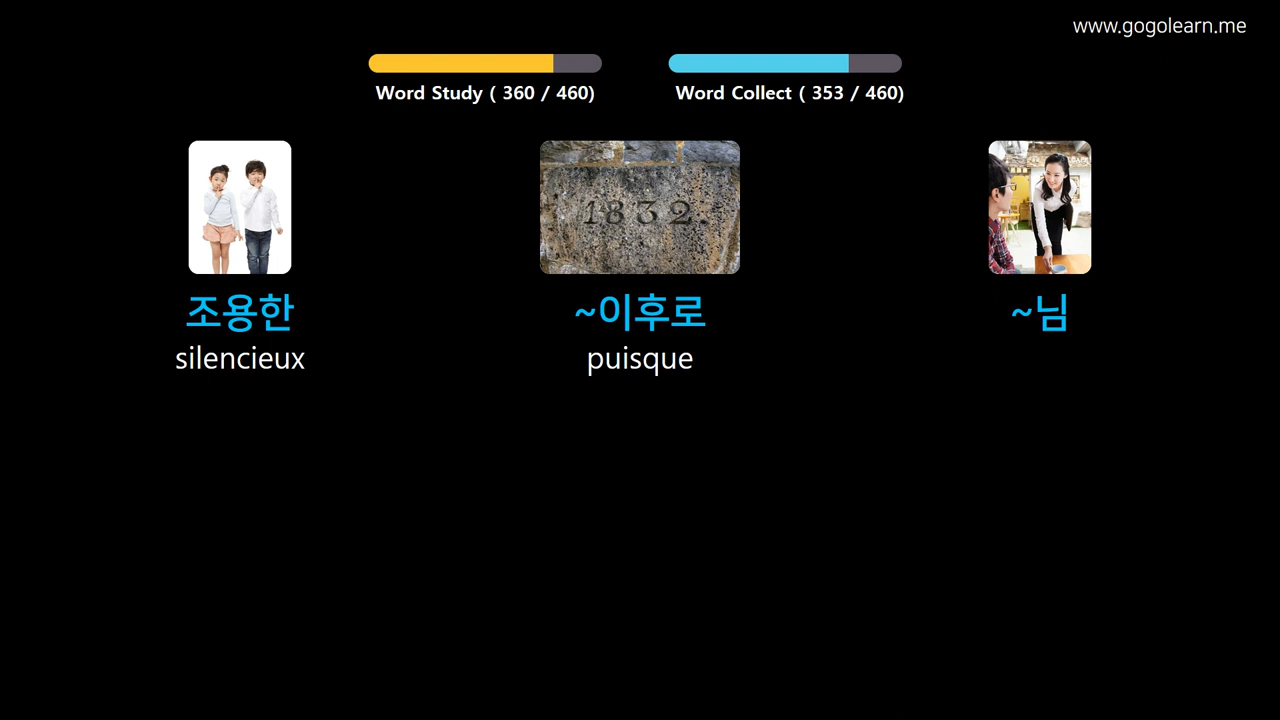 www.gogolearn.me
Word Study ( 360 / 460)
Word Collect ( 353 / 460)
1832.
조용한
~이후로
~님
silencieux
puisque